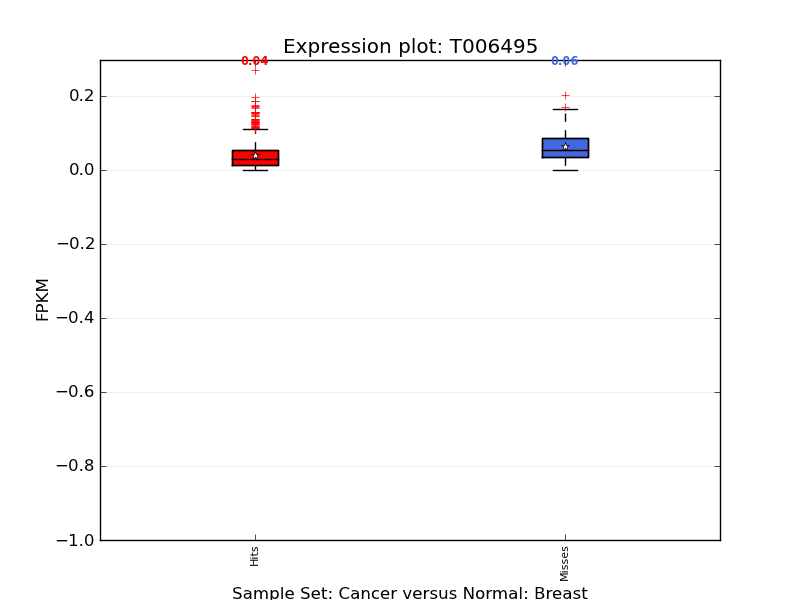 Expression plot: T006495
0.04
0.06
0.2
0.0
−0.2
−0.4
−0.6
−0.8
−1.0
FPKM
Hits
Misses
Sample Set: Cancer versus Normal: Breast